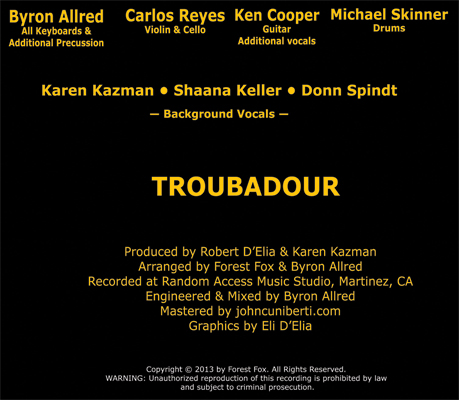 Byron Allred
All Keyboards &
Additional Precussion
Carlos Reyes
Violin & Cello
Ken Cooper
Guitar
Additional vocals
Michael Skinner
Drums
Karen Kazman ● Shaana Keller ● Donn Spindt
— Background Vocals —
TROUBADOUR
Produced by Robert D’Elia & Karen Kazman
Arranged by Forest Fox & Byron Allred
Recorded at Random Access Music Studio, Martinez, CA
Engineered & Mixed by Byron Allred
Mastered by johncuniberti.com
Graphics by Eli D’Elia
Copyright © 2013 by Forest Fox. All Rights Reserved.
WARNING: Unauthorized reproduction of this recording is prohibited by law
and subject to criminal prosecution.